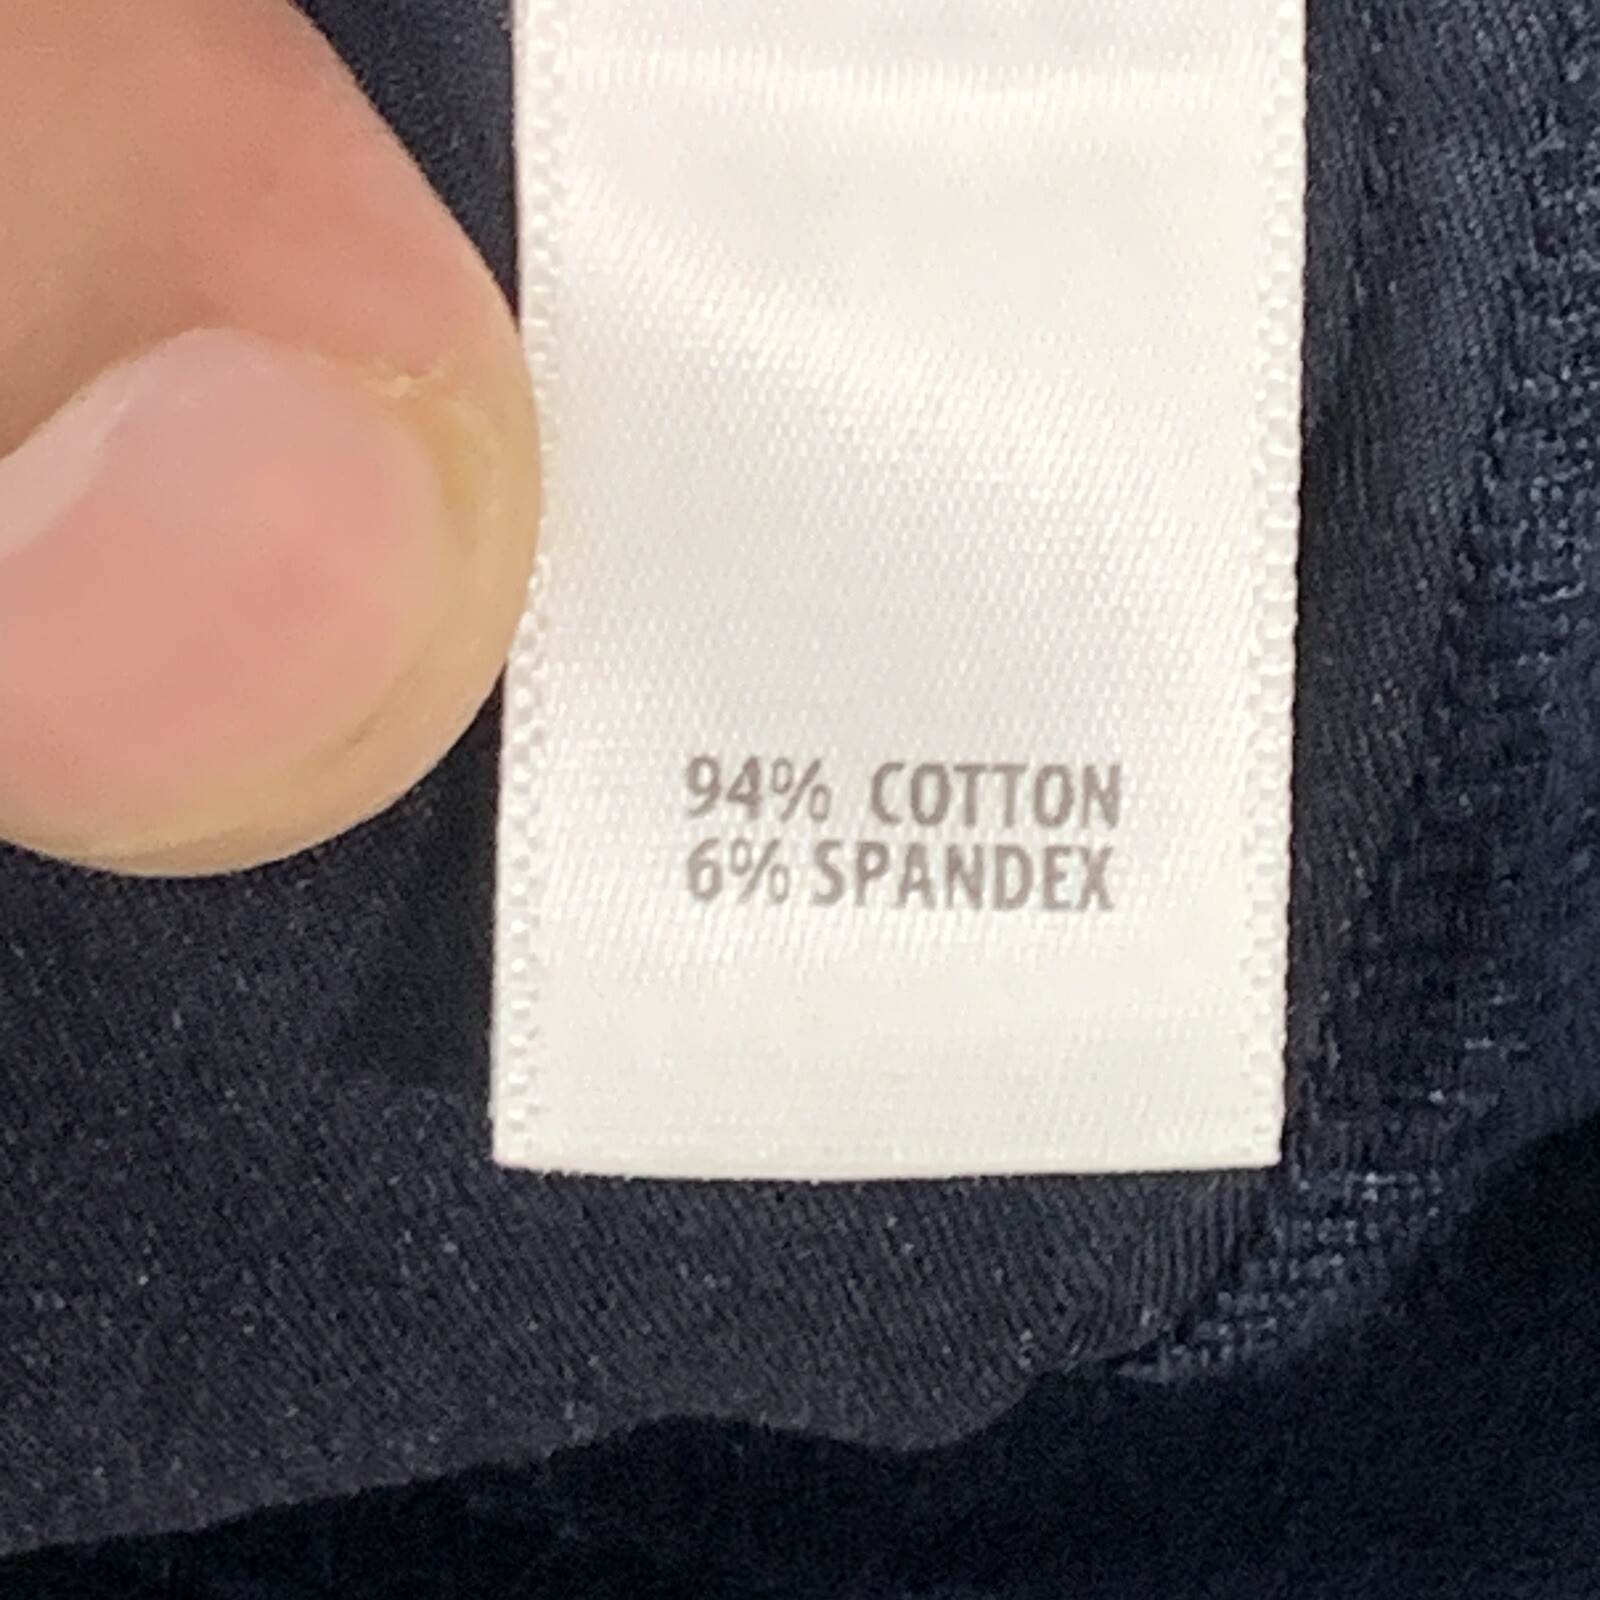 94% COTTON
6% SPANDEX